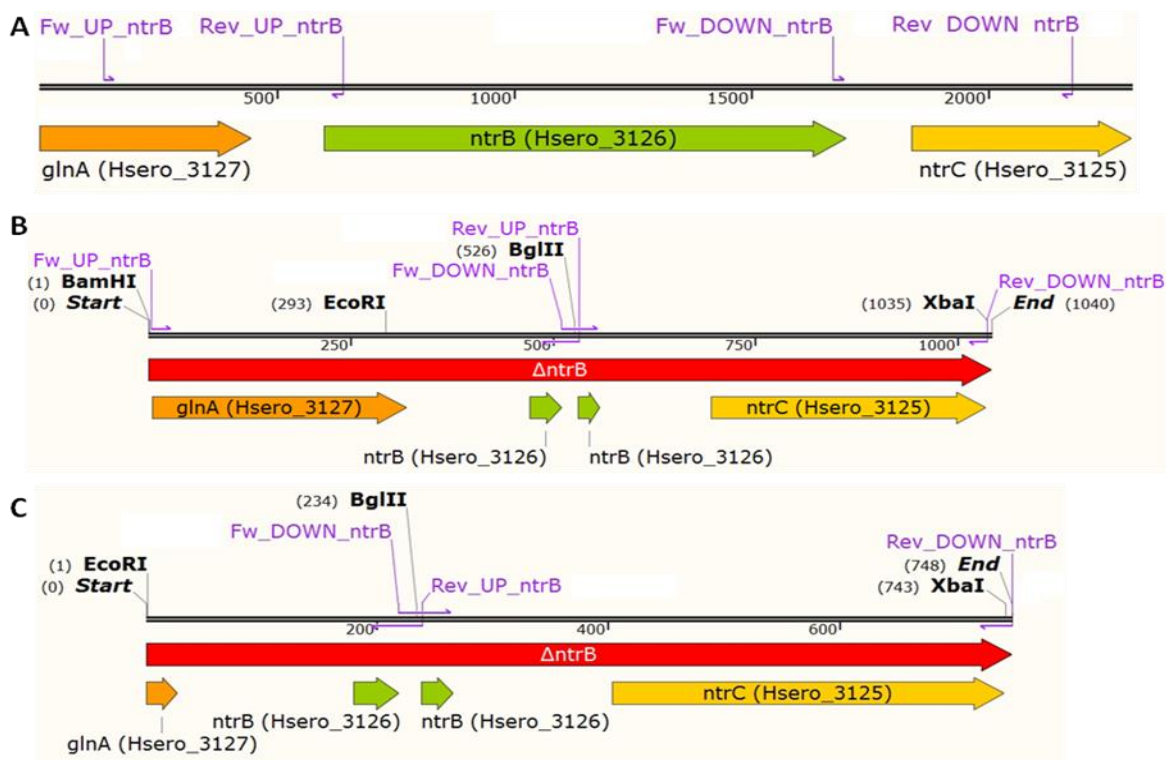 A
Fw_UP_ntrB Rev_UP_ntrB Fw_DOWN_ntrB Rev DOWN ntrB
500 1000 1500 2000
ntrB (Hsero_3126)
glnA (Hsero_3127) ntrC (Hsero_3125)
B
Rev_UP_ntrB
(526) BglII
Fw_UP_ntrB Fw_DOWN_ntrB Rev_DOWN_ntrB
(1) BamHI (293) EcoRI (1035) XbaI End (1040)
(0) Start
250 500 750 1000
ΔntrB
glnA (Hsero_3127) ntrC (Hsero_3125)
ntrB (Hsero_3126) ntrB (Hsero_3126)
C
(234) BglII
Fw_DOWN_ntrB Rev_DOWN_ntrB
(1) EcoRI (748) End
(0) Start Rev_UP_ntrB (743) XbaI
200 400 600
ΔntrB
ntrC (Hsero_3125)
ntrB (Hsero_3126) ntrB (Hsero_3126)
glnA (Hsero_3127)